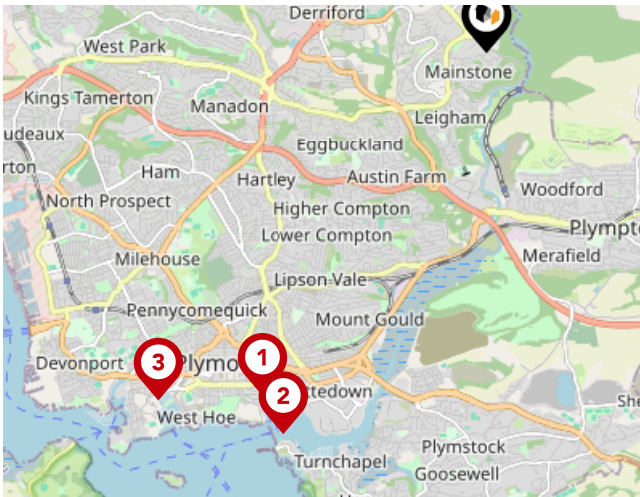 Derriford
West Park
Mainstone
Kings Tamerton
Manadon
Leigham
udeaux
Eggbuckland
rton
Ham
Hartley
Austin Farm
Woodford
North Prospect
Higher Compton
Lower Compton
Plympto
Merafield
Milehouse
Lipson Vale
Pennycomequick
Mount Gould
Devonport
3
Plymo
1
2
ttedown
She
West Hoe
Plymstock
Turnchapel
Goosewell